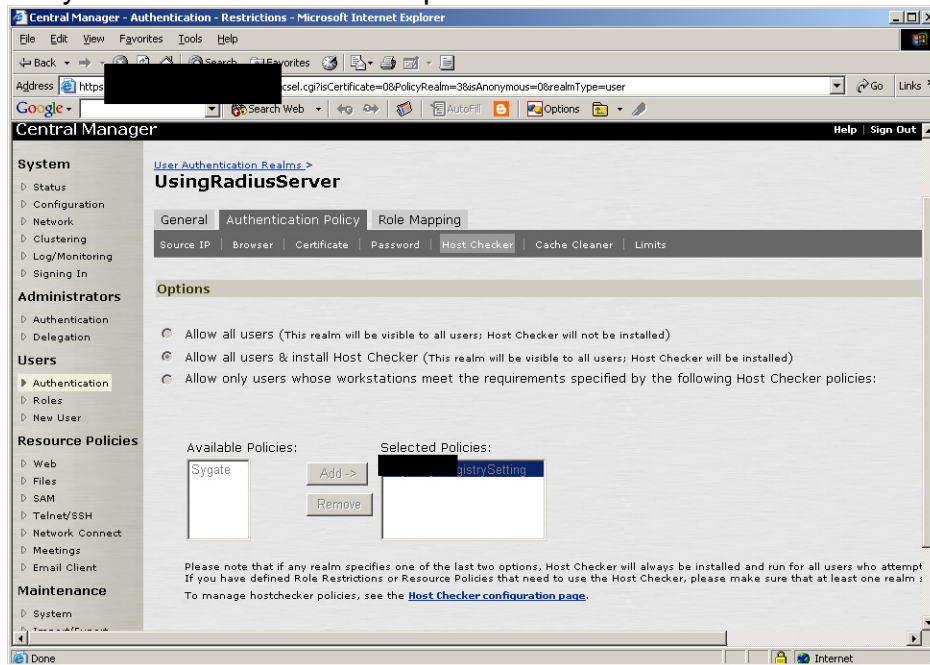 Central Manager - Authentication - Restrictions - Microsoft Internet Explorer
File Edit View Favorites Tools Help
Back Search Favorites
Address https csel.cgi?isCertificate=0&PolicyRealm=3&isAnonymous=0&realmType=user Go Links
Google Search Web AutoFill Options
Central Manager Help | Sign Out
System
Status
Configuration
Network
Clustering
Log/Monitoring
Signing In
Administrators
Authentication
Delegation
Users
Authentication
Roles
New User
Resource Policies
Web
Files
SAM
Telnet/SSH
Network Connect
Meetings
Email Client
Maintenance
System
User Authentication Realms >
UsingRadiusServer
General Authentication Policy Role Mapping
Source IP | Browser | Certificate | Password | Host Checker | Cache Cleaner | Limits
Options
Allow all users (This realm will be visible to all users; Host Checker will not be installed)
Allow all users & install Host Checker (This realm will be visible to all users; Host Checker will be installed)
Allow only users whose workstations meet the requirements specified by the following Host Checker policies:
Available Policies: Selected Policies:
Sygate Add -> gistrySetting
Remove
Please note that if any realm specifies one of the last two options, Host Checker will always be installed and run for all users who attempt
If you have defined Role Restrictions or Resource Policies that need to use the Host Checker, please make sure that at least one realm
To manage hostchecker policies, see the Host Checker configuration page.
Done Internet